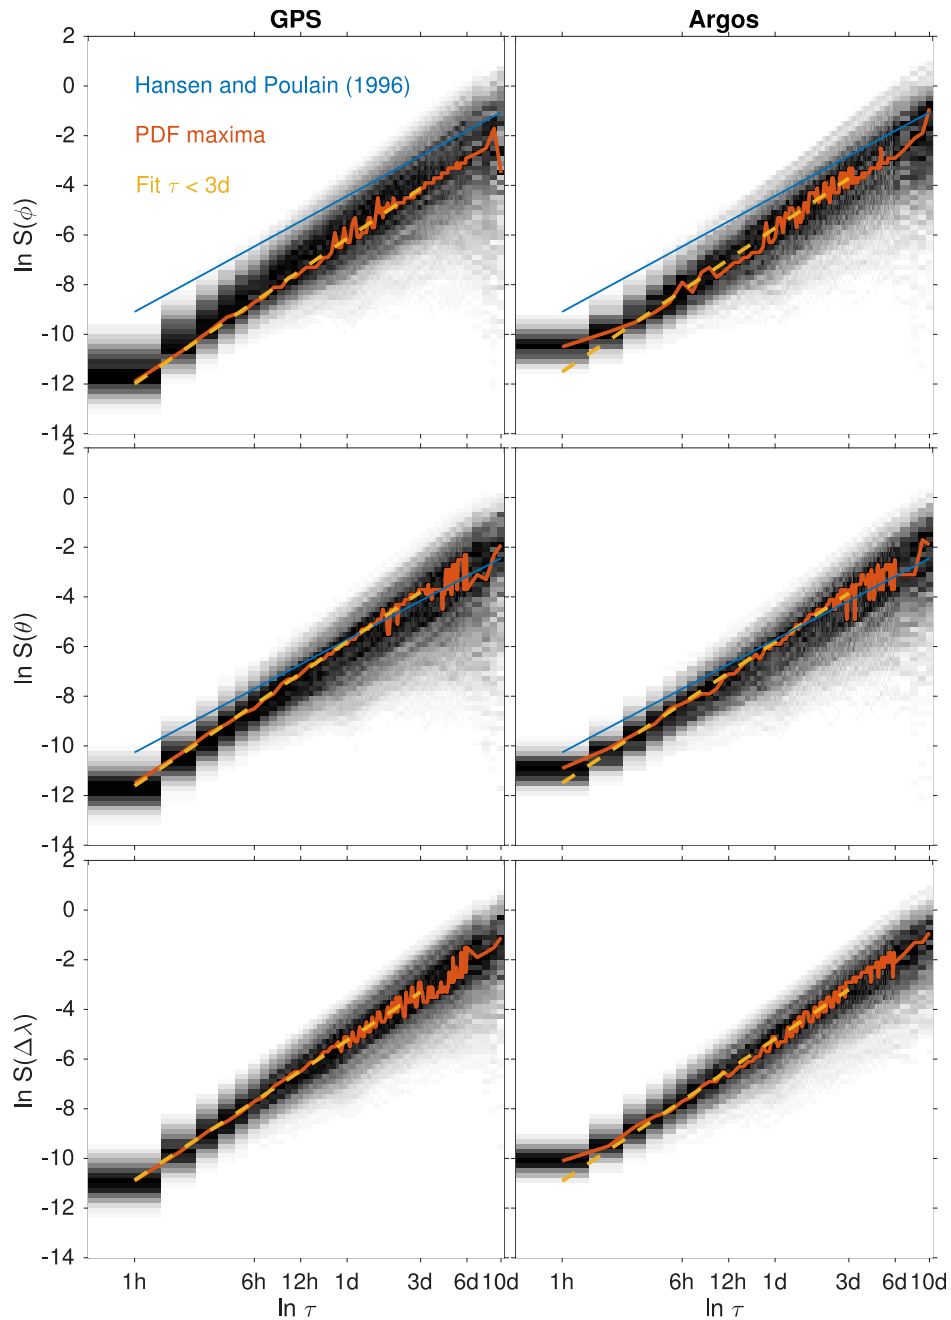 GPS
Argos
2
0
-2
-4
-6
-8
-10
-12
-14
ln S(ϕ)
Hansen and Poulain (1996)
PDF maxima
Fit τ < 3d
2
0
-2
-4
-6
-8
-10
-12
-14
ln S(θ)
2
0
-2
-4
-6
-8
-10
-12
-14
ln S(Δλ)
1h 6h 12h 1d 3d 6d 10d
1h 6h 12h 1d 3d 6d 10d
ln τ
ln τ